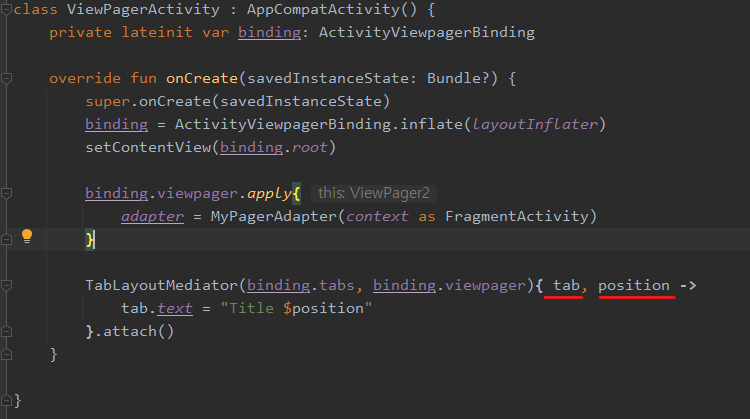 class ViewPagerActivity : AppCompatActivity() {
    private lateinit var binding: ActivityViewpagerBinding

    override fun onCreate(savedInstanceState: Bundle?) {
        super.onCreate(savedInstanceState)
        binding = ActivityViewpagerBinding.inflate(layoutInflater)
        setContentView(binding.root)

        binding.viewpager.apply{ this: ViewPager2
            adapter = MyPagerAdapter(context as FragmentActivity)
        }

        TabLayoutMediator(binding.tabs, binding.viewpager){ tab, position ->
            tab.text = "Title $position"
        }.attach()
    }

}